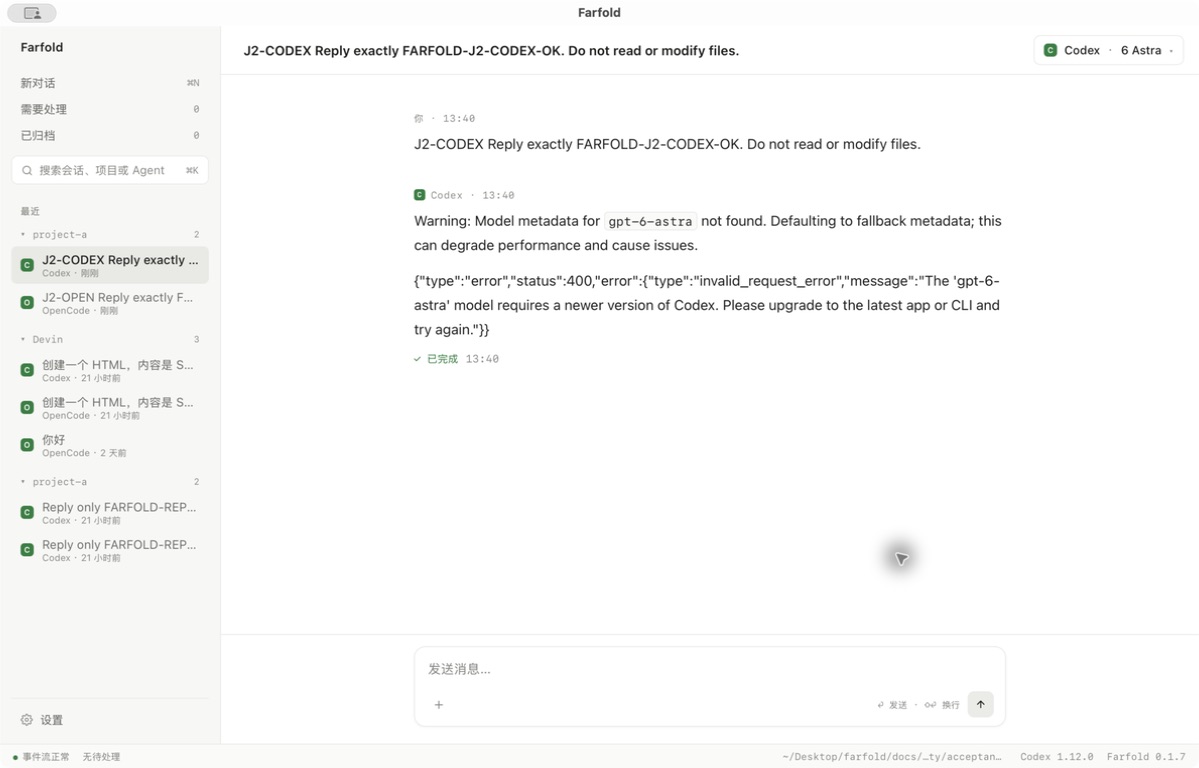 Farfold
Farfold
新对话 ⌘N
需要处理 0
已归档 0
搜索会话、项目或 Agent ⌘K
最近
project-a 2
C J2-CODEX Reply exactly ...
Codex · 刚刚
O J2-OPEN Reply exactly F...
OpenCode · 刚刚
Devin 3
C 创建一个 HTML，内容是 S...
Codex · 21 小时前
O 创建一个 HTML，内容是 S...
OpenCode · 21 小时前
O 你好
OpenCode · 2 天前
project-a 2
C Reply only FARFOLD-REP...
Codex · 21 小时前
C Reply only FARFOLD-REP...
Codex · 21 小时前
设置
J2-CODEX Reply exactly FARFOLD-J2-CODEX-OK. Do not read or modify files.
C Codex · 6 Astra
你 · 13:40
J2-CODEX Reply exactly FARFOLD-J2-CODEX-OK. Do not read or modify files.
C Codex · 13:40
Warning: Model metadata for gpt-6-astra not found. Defaulting to fallback metadata; this
can degrade performance and cause issues.
{"type":"error","status":400,"error":{"type":"invalid_request_error","message":"The 'gpt-6-
astra' model requires a newer version of Codex. Please upgrade to the latest app or CLI and
try again."}}
✓ 已完成 13:40
发送消息...
+ ↵ 发送 · ⇧↵ 换行 ↑
事件流正常 无待处理 ~/Desktop/farfold/docs/…ty/acceptan… Codex 1.12.0 Farfold 0.1.7